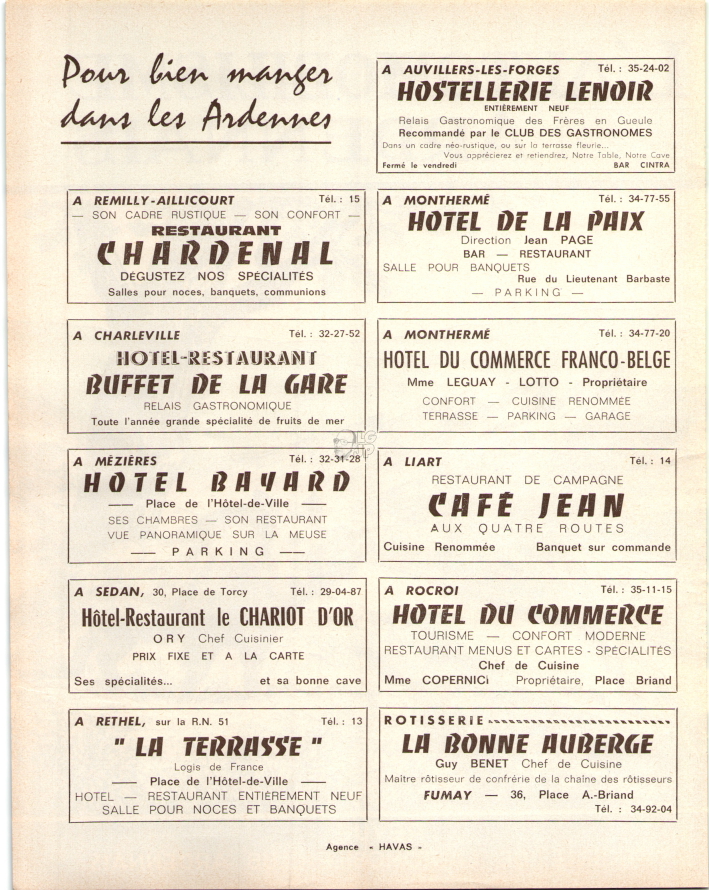 Pour bien manger
dans les Ardennes
A AUVILLERS-LES-FORGES Tél. : 35-24-02
HOSTELLERIE LENOIR
ENTIÈREMENT NEUF
Relais Gastronomique des Frères en Gueule
Recommandé par le CLUB DES GASTRONOMES
Dans un cadre néo-rustique, ou sur la terrasse fleurie...
Vous apprécierez et retiendrez, Notre Table, Notre Cave
Fermé le vendredi BAR CINTRA
A REMILLY-AILLICOURT Tél. : 15
— SON CADRE RUSTIQUE — SON CONFORT —
RESTAURANT
CHARDENAL
DÉGUSTEZ NOS SPÉCIALITÉS
Salles pour noces, banquets, communions
A MONTHERMÉ Tél. : 34-77-55
HOTEL DE LA PAIX
Direction Jean PAGE
BAR — RESTAURANT
SALLE POUR BANQUETS
Rue du Lieutenant Barbaste
— PARKING —
A CHARLEVILLE Tél. : 32-27-52
HOTEL-RESTAURANT
BUFFET DE LA GARE
RELAIS GASTRONOMIQUE
Toute l'année grande spécialité de fruits de mer
A MONTHERMÉ Tél. : 34-77-20
HOTEL DU COMMERCE FRANCO-BELGE
Mme LEGUAY - LOTTO - Propriétaire
CONFORT — CUISINE RENOMMÉE
TERRASSE — PARKING — GARAGE
A MÉZIÈRES Tél. : 32-31-28
HOTEL BAYARD
— Place de l'Hôtel-de-Ville —
SES CHAMBRES — SON RESTAURANT
VUE PANORAMIQUE SUR LA MEUSE
— PARKING —
A LIART Tél. : 14
RESTAURANT DE CAMPAGNE
CAFÉ JEAN
AUX QUATRE ROUTES
Cuisine Renommée Banquet sur commande
A SEDAN, 30, Place de Torcy Tél. : 29-04-87
Hôtel-Restaurant le CHARIOT D'OR
ORY Chef Cuisinier
PRIX FIXE ET A LA CARTE
Ses spécialités... et sa bonne cave
A ROCROI Tél. : 35-11-15
HOTEL DU COMMERCE
TOURISME — CONFORT MODERNE
RESTAURANT MENUS ET CARTES - SPÉCIALITÉS
Chef de Cuisine
Mme COPERNICI Propriétaire, Place Briand
A RETHEL, sur la R.N. 51 Tél. : 13
" LA TERRASSE "
Logis de France
— Place de l'Hôtel-de-Ville —
HOTEL — RESTAURANT ENTIÈREMENT NEUF
SALLE POUR NOCES ET BANQUETS
ROTISSERIE
LA BONNE AUBERGE
Guy BENET Chef de Cuisine
Maître rôtisseur de confrérie de la chaîne des rôtisseurs
FUMAY — 36, Place A.-Briand
Tél. : 34-92-04
Agence « HAVAS »